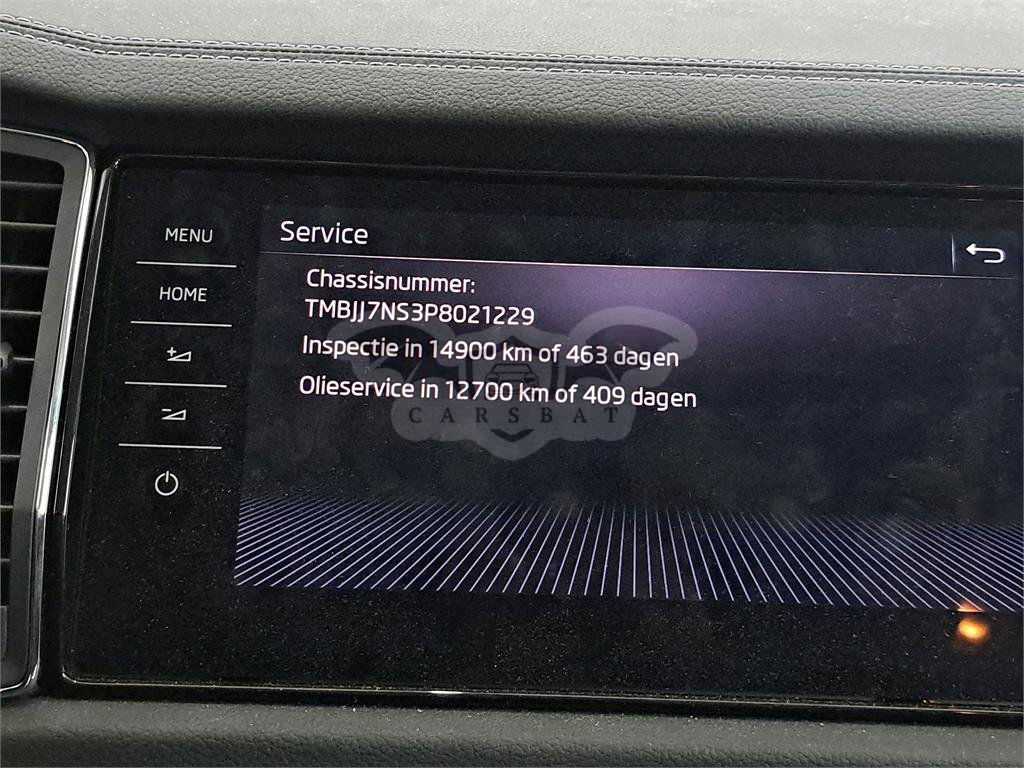 MENU
HOME
Service
Chassisnummer:
TMBJJ7NS3P8021229
Inspectie in 14900 km of 463 dagen
Olieservice in 12700 km of 409 dagen
CARSBAT